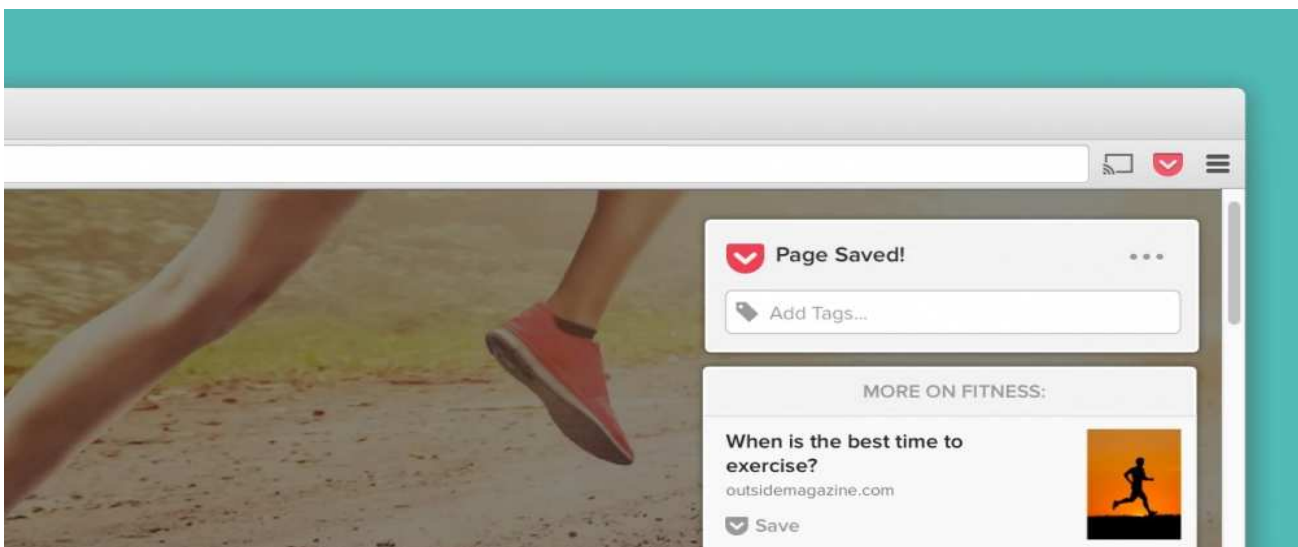 Page Saved!
Add Tags...
MORE ON FITNESS:
When is the best time to
exercise?
outsidemagazine.com
Save